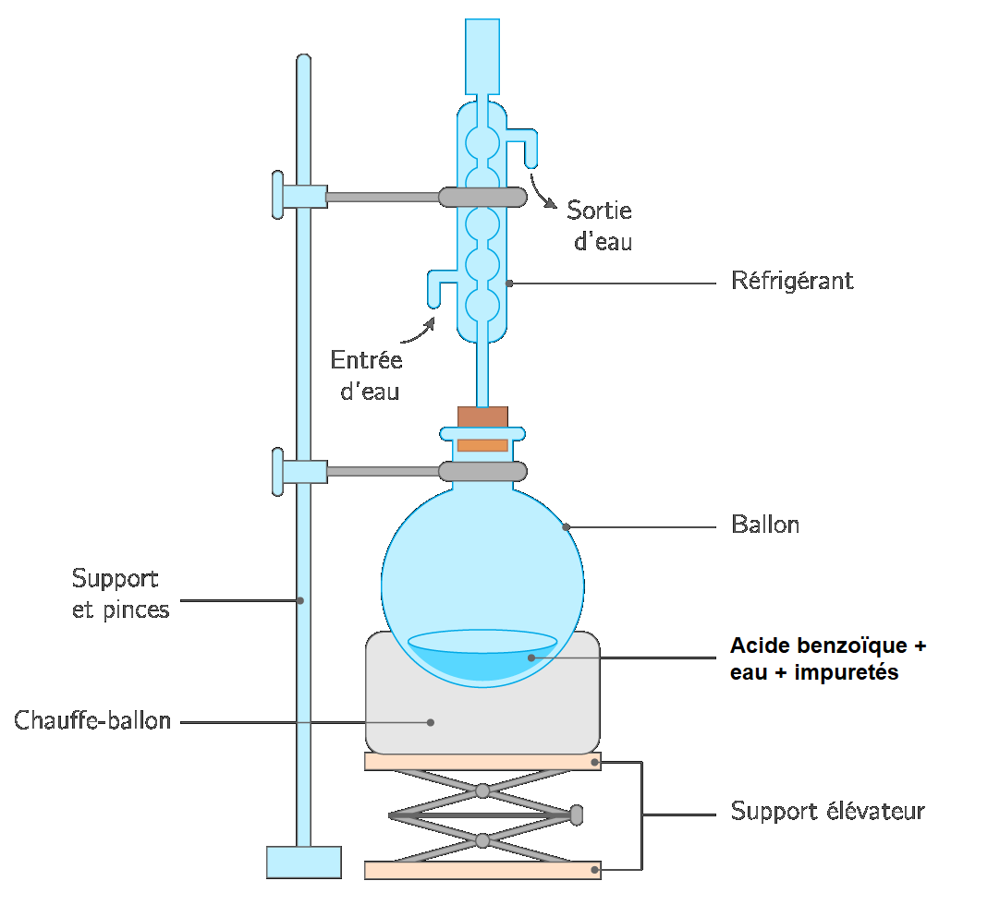 Sortie
d'eau
Réfrigérant
Entrée
d'eau
Ballon
Support
et pinces
Acide benzoïque +
eau + impuretés
Chauffe-ballon
Support élévateur